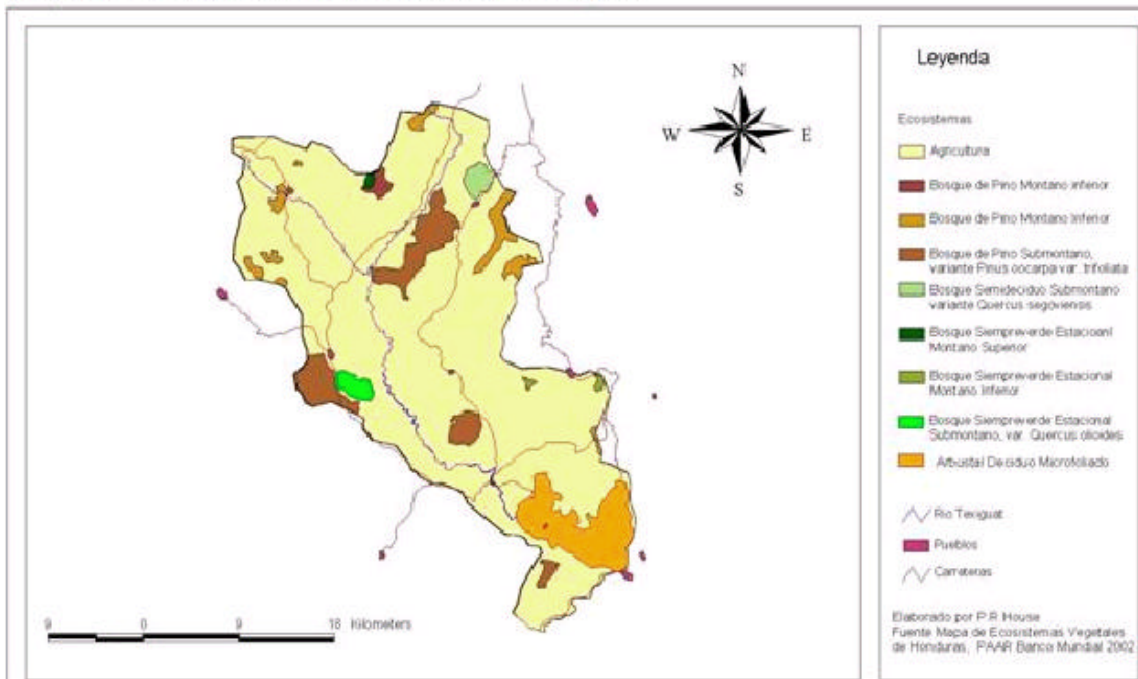 N
W E
S
9 0 9 18 Kilometers
Leyenda
Ecosistemas
Agricultura
Bosque de Pino Montano inferior
Bosque de Pino Montano Inferior
Bosque de Pino Submontano,
variante Pinus oocarpa var. trifoliata
Bosque Semideciduo Submontano
variante Quercus segoviensis
Bosque Siempreverde Estacioanl
Montano Superior
Bosque Siempreverde Estacional
Montano Inferior
Bosque Siempreverde Estacional
Submontano, var. Quercus olioides
Arbustal Deciduo Microfoliado
Rio Texiguat
Pueblos
Carreteras
Elaborado por P.R House
Fuente Mapa de Ecosistemas Vegetales
de Honduras, PAAR Banco Mundial 2002